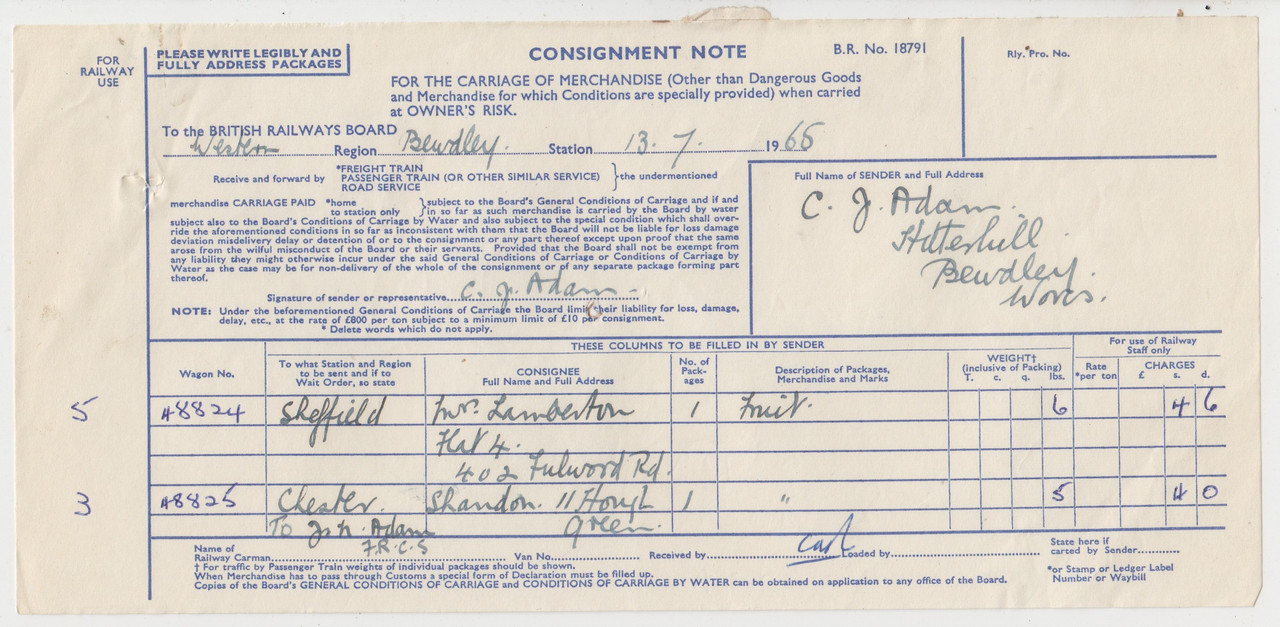 FOR
RAILWAY
USE
PLEASE WRITE LEGIBLY AND
FULLY ADDRESS PACKAGES
CONSIGNMENT NOTE
B.R. No. 18791
Rly. Pro. No.
FOR THE CARRIAGE OF MERCHANDISE (Other than Dangerous Goods
and Merchandise for which Conditions are specially provided) when carried
at OWNER'S RISK.
To the BRITISH RAILWAYS BOARD
Western Region Bewdley. Station 13. 7. 1965
Receive and forward by *FREIGHT TRAIN
PASSENGER TRAIN (OR OTHER SIMILAR SERVICE) } the undermentioned
ROAD SERVICE
merchandise CARRIAGE PAID *home } subject to the Board's General Conditions of Carriage and if and
to station only } in so far as such merchandise is carried by the Board by water
subject also to the Board's Conditions of Carriage by Water and also subject to the special condition which shall over-
ride the aforementioned conditions in so far as inconsistent with them that the Board will not be liable for loss damage
deviation misdelivery delay or detention of or to the consignment or any part thereof except upon proof that the same
arose from the wilful misconduct of the Board or their servants. Provided that the Board shall not be exempt from
any liability they might otherwise incur under the said General Conditions of Carriage or Conditions of Carriage by
Water as the case may be for non-delivery of the whole of the consignment or of any separate package forming part
thereof.
Signature of sender or representative C. J. Adam
NOTE: Under the beforementioned General Conditions of Carriage the Board limit their liability for loss, damage,
delay, etc., at the rate of £800 per ton subject to a minimum limit of £10 per consignment.
* Delete words which do not apply.
Full Name of SENDER and Full Address
C. J. Adam.
Hitterhill
Bewdley.
Worcs.
THESE COLUMNS TO BE FILLED IN BY SENDER
For use of Railway
Staff only
Wagon No.
To what Station and Region
to be sent and if to
Wait Order, so state
CONSIGNEE
Full Name and Full Address
No. of
Pack-
ages
Description of Packages,
Merchandise and Marks
WEIGHT†
(inclusive of Packing)
T. c. q. lbs.
Rate
*per ton
CHARGES
£ s. d.
5 48824 Sheffield Mrs. Lamberton 1 Fruit. 6 4 6
Flat 4.
402 Fulwood Rd.
3 48825 Chester. Shandon. 11 Hough 1 " 5 4 0
To Adam Green.
F.R.C.S
Name of
Railway Carman Van No. Received by Loaded by
State here if
carted by Sender
† For traffic by Passenger Train weights of individual packages should be shown.
When Merchandise has to pass through Customs a special form of Declaration must be filled up.
Copies of the Board's GENERAL CONDITIONS OF CARRIAGE and CONDITIONS OF CARRIAGE BY WATER can be obtained on application to any office of the Board.
*or Stamp or Ledger Label
Number or Waybill